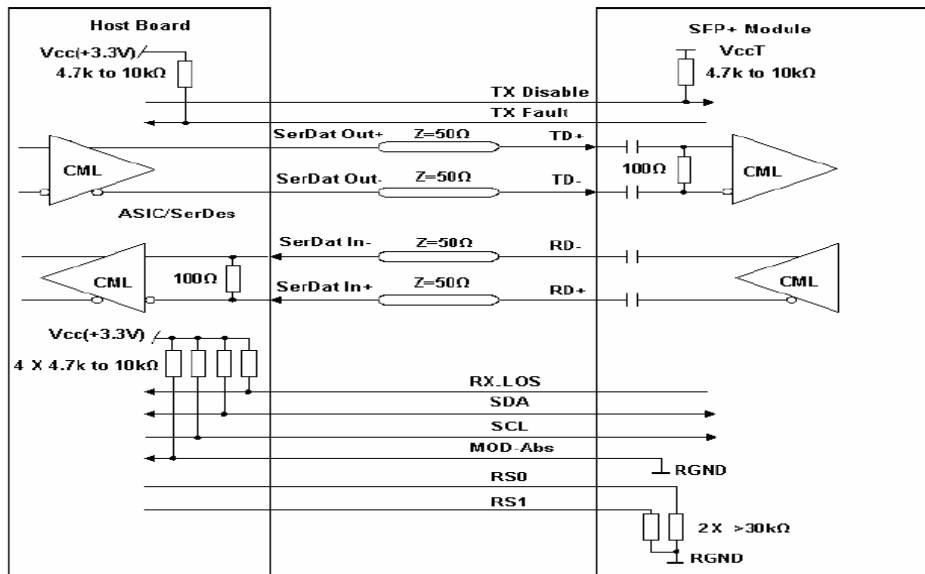 Host Board
SFP+ Module
Vcc(+3.3V)
VccT
4.7k to 10kΩ
4.7k to 10kΩ
TX Disable
TX Fault
SerDat Out+
Z=50Ω
TD+
CML
100Ω
CML
SerDat Out-
Z=50Ω
TD-
ASIC/SerDes
SerDat In-
Z=50Ω
RD-
CML
100Ω
SerDat In+
Z=50Ω
RD+
CML
Vcc(+3.3V)
4 X 4.7k to 10kΩ
RX_LOS
SDA
SCL
MOD-Abs
RGND
RS0
RS1
2X >30kΩ
RGND